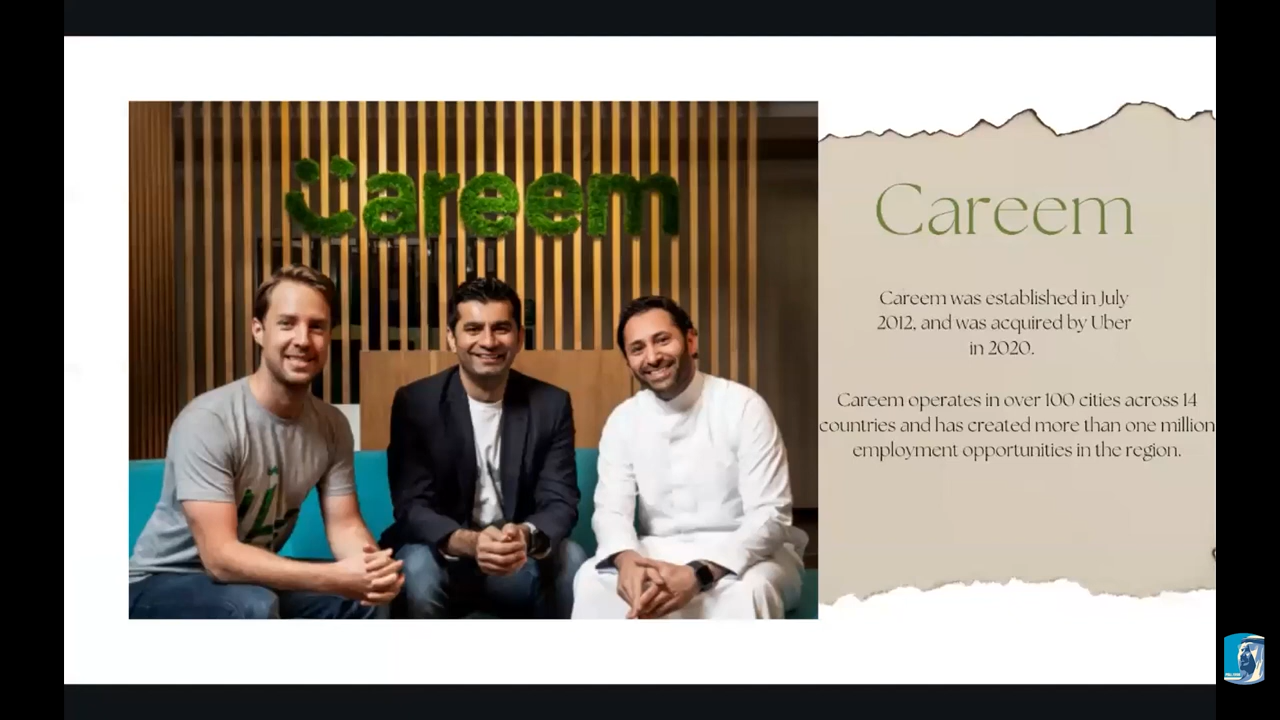 Careem
Careem
Careem was established in July
2012, and was acquired by Uber
in 2020.
Careem operates in over 100 cities across 14
countries and has created more than one million
employment opportunities in the region.